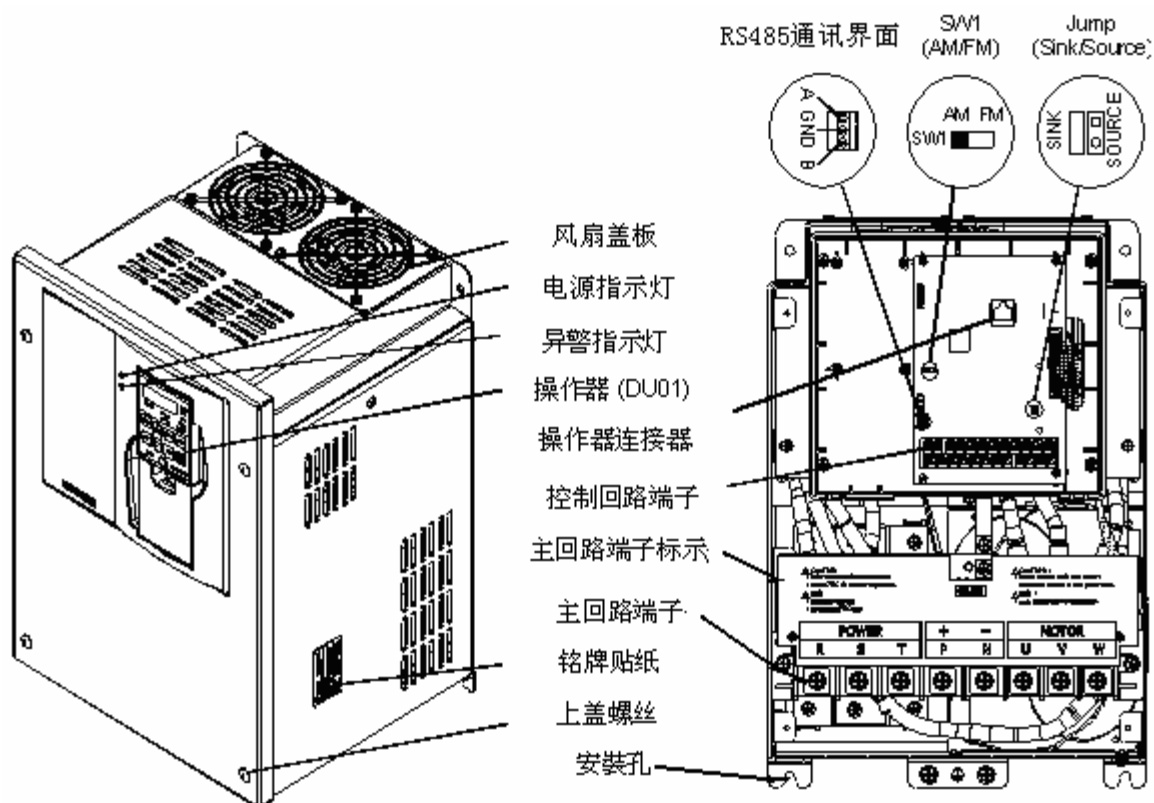 RS485通讯界面
SW1
(AM/FM)
Jump
(Sink/Source)
A
GND
B
AM FM
SW1
SINK
SOURCE
风扇盖板
电源指示灯
异警指示灯
操作器 (DU01)
操作器连接器
控制回路端子
主回路端子标示
主回路端子
铭牌贴纸
上盖螺丝
安裝孔
POWER
+ −
MOTOR
R S T P N U V W